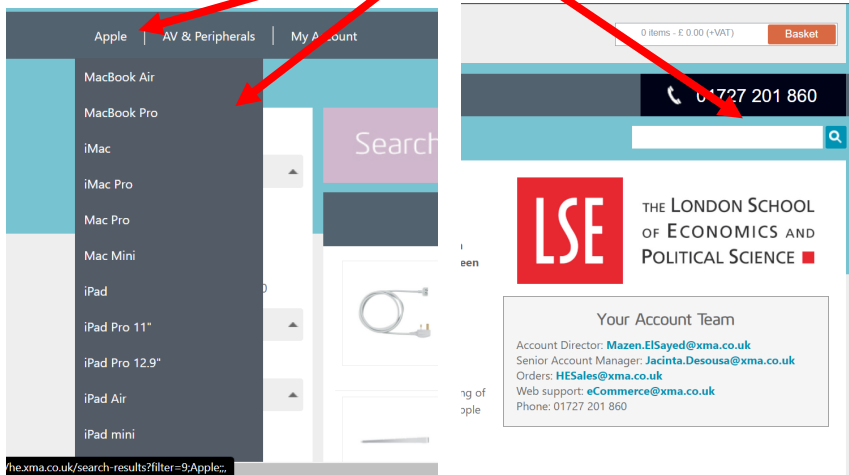 Apple | AV & Peripherals | My Account
MacBook Air
MacBook Pro
iMac
iMac Pro
Mac Pro
Mac Mini
iPad
iPad Pro 11"
iPad Pro 12.9"
iPad Air
iPad mini
Search
/he.xma.co.uk/search-results?filter=9;Apple;;,
0 items - £ 0.00 (+VAT)
Basket
01727 201 860
LSE
THE LONDON SCHOOL
OF ECONOMICS AND
POLITICAL SCIENCE
een
Your Account Team
Account Director: Mazen.ElSayed@xma.co.uk
Senior Account Manager: Jacinta.Desousa@xma.co.uk
Orders: HESales@xma.co.uk
Web support: eCommerce@xma.co.uk
Phone: 01727 201 860
ng of
ople